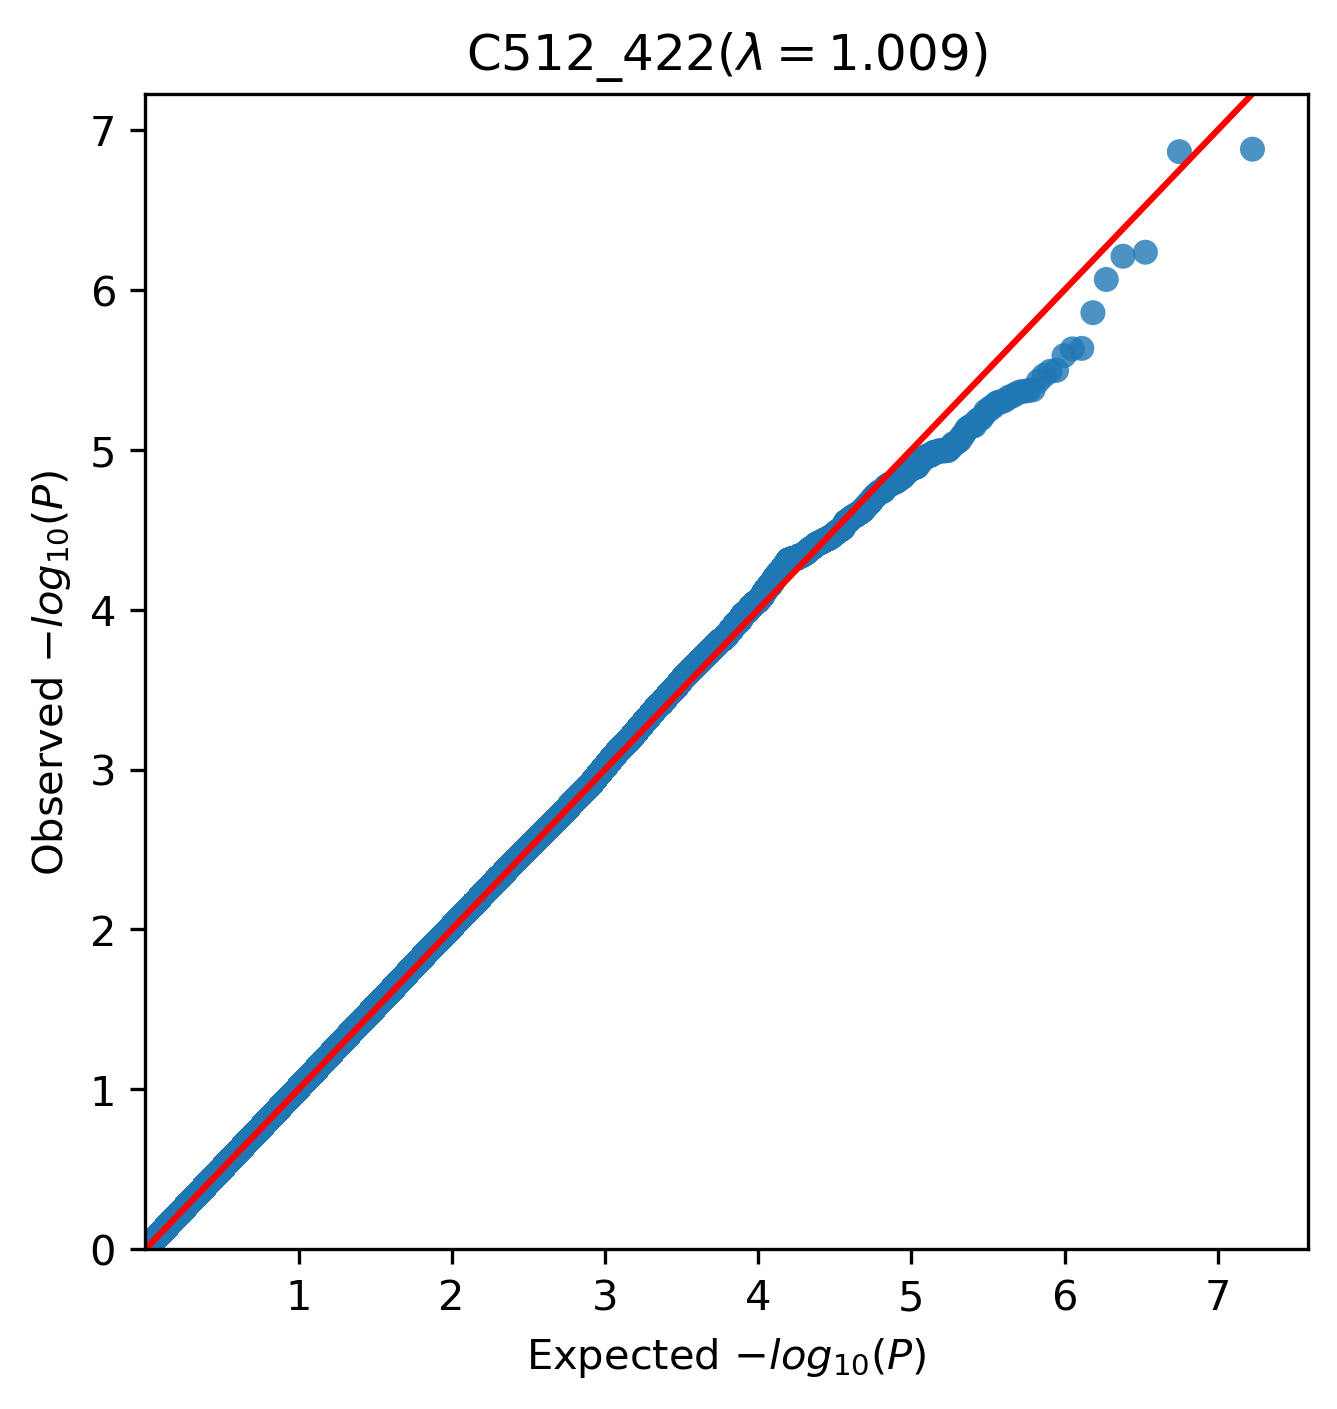 C512_422(λ = 1.009)
7
6
5
4
3
2
1
0
Observed −log₁₀(P)
1 2 3 4 5 6 7
Expected −log₁₀(P)